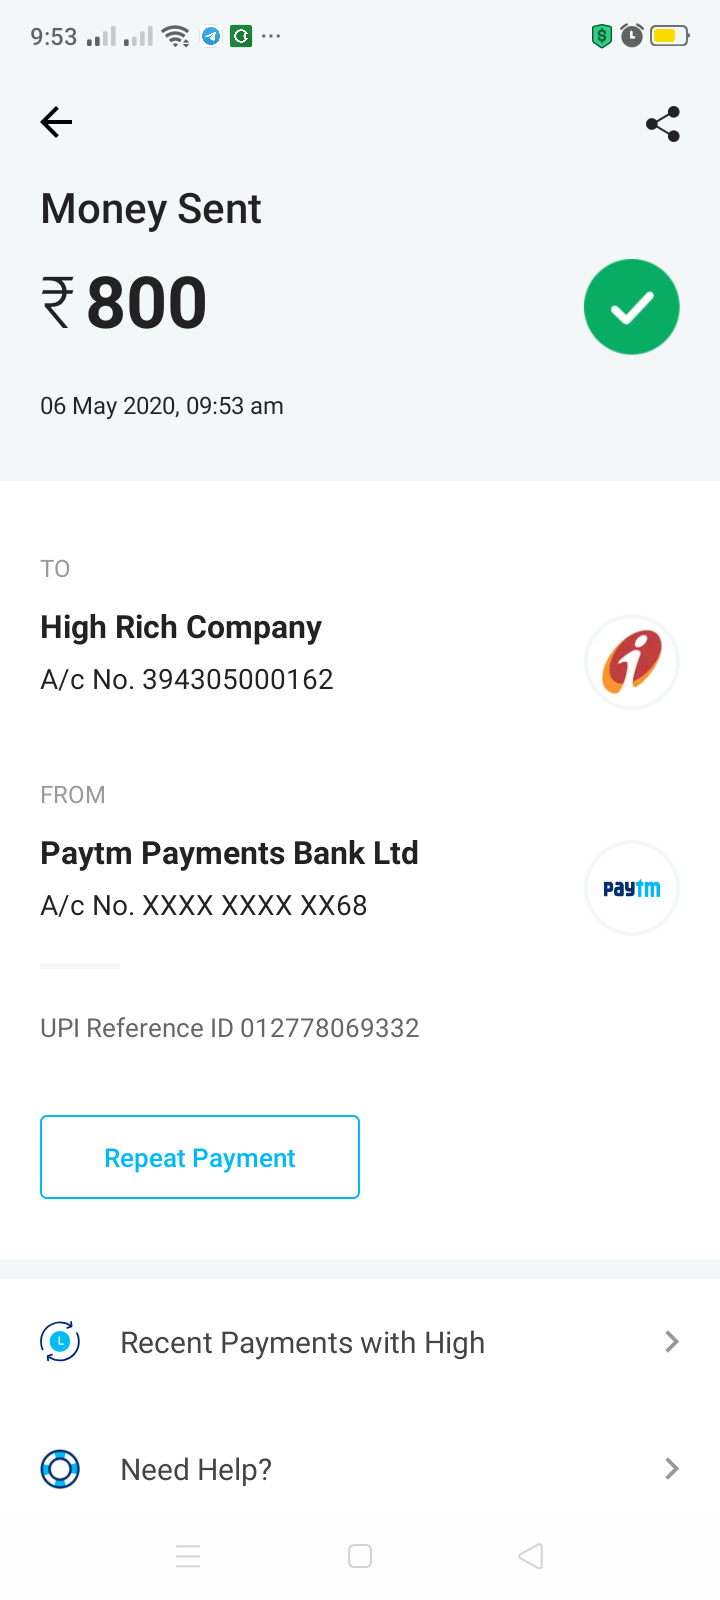 9:53
Money Sent
₹800
06 May 2020, 09:53 am
TO
High Rich Company
A/c No. 394305000162
FROM
Paytm Payments Bank Ltd
A/c No. XXXX XXXX XX68
paytm
UPI Reference ID 012778069332
Repeat Payment
Recent Payments with High
Need Help?